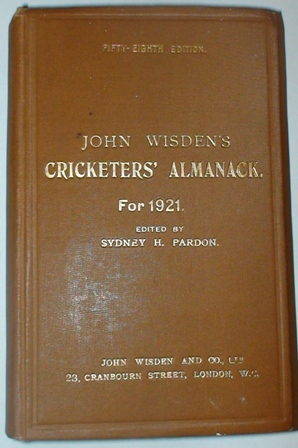 FIFTY-EIGHTH EDITION.
JOHN WISDEN'S
CRICKETERS' ALMANACK.
For 1921.
EDITED BY
SYDNEY H. PARDON.
JOHN WISDEN AND CO., LTD
23, CRANBOURN STREET, LONDON, W.C.